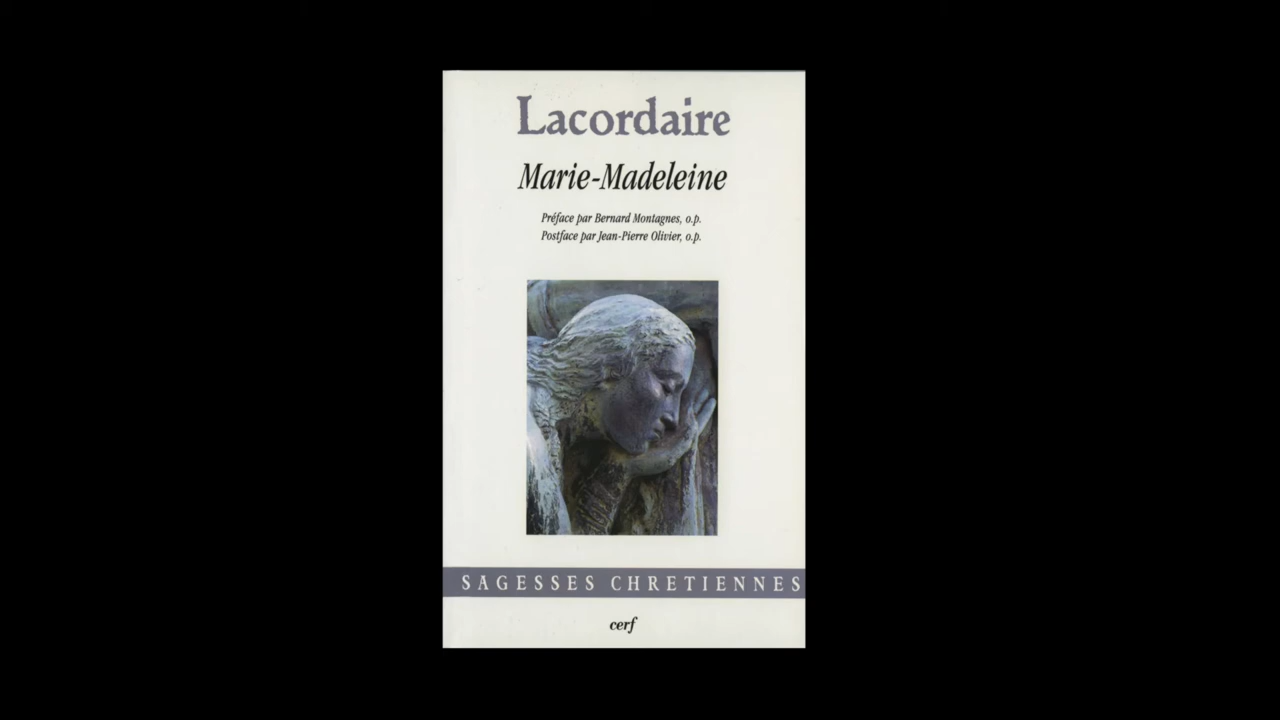 Lacordaire
Marie-Madeleine
Préface par Bernard Montagnes, o.p.
Postface par Jean-Pierre Olivier, o.p.
SAGESSES CHRETIENNES
cerf